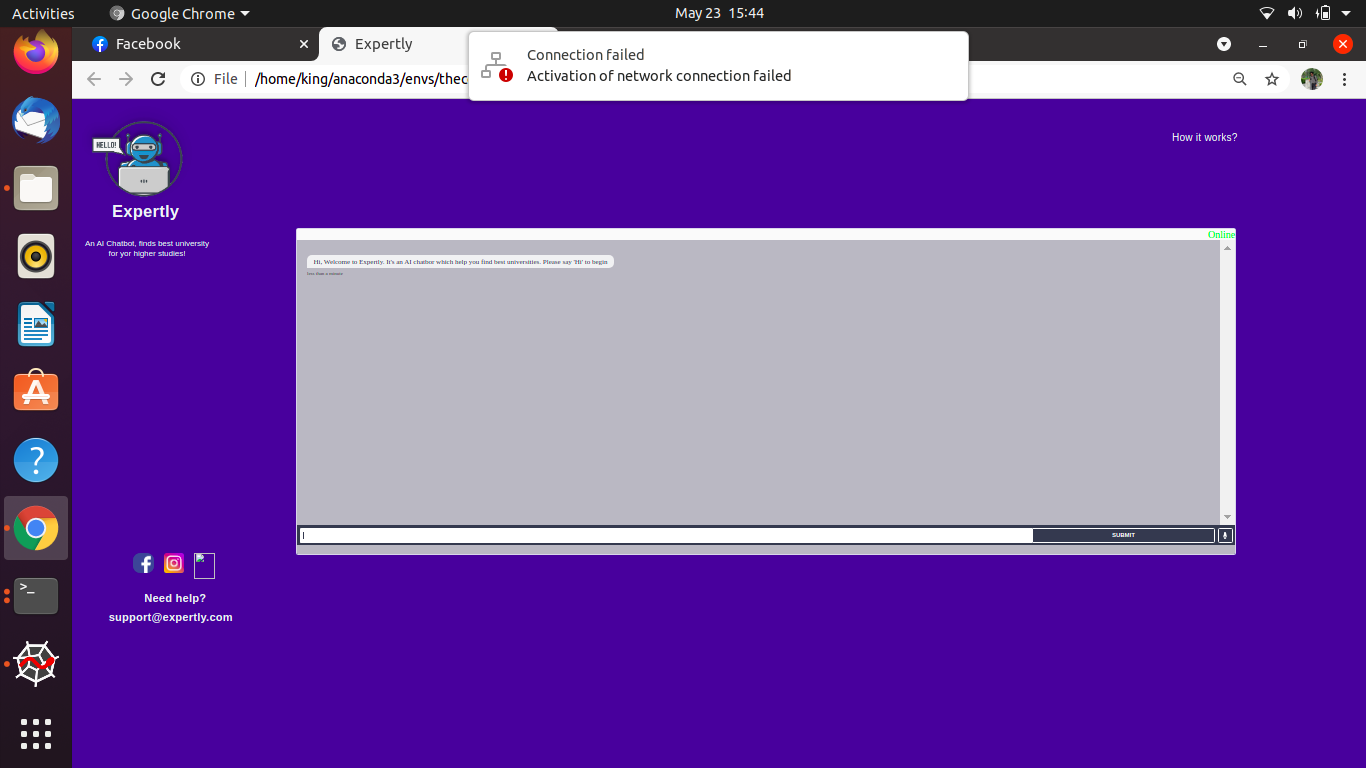 Activities
Google Chrome
May 23 15:44
Facebook
Expertly
Connection failed
Activation of network connection failed
File
/home/king/anaconda3/envs/thec
HELLO!
How it works?
Expertly
An AI Chatbot, finds best university
for yor higher studies!
Online
Hi, Welcome to Expertly. It's an AI chatbot which help you find best universities. Please say 'Hi' to begin
less than a minute
SUBMIT
Need help?
support@expertly.com